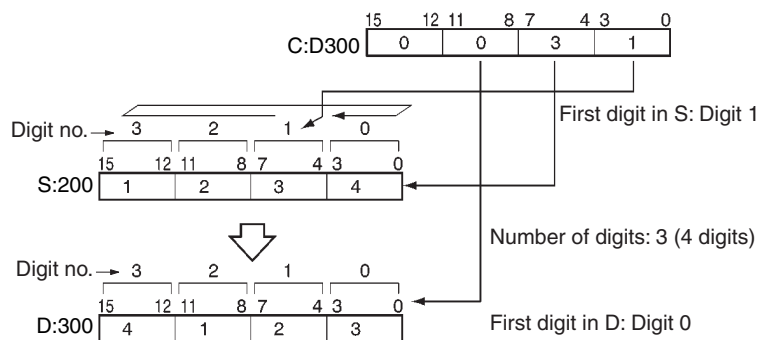 15 12 11 8 7 4 3 0
C:D300 0 0 3 1
First digit in S: Digit 1
Digit no. 3 2 1 0
15 12 11 8 7 4 3 0
S:200 1 2 3 4
Number of digits: 3 (4 digits)
Digit no. 3 2 1 0
15 12 11 8 7 4 3 0
First digit in D: Digit 0
D:300 4 1 2 3